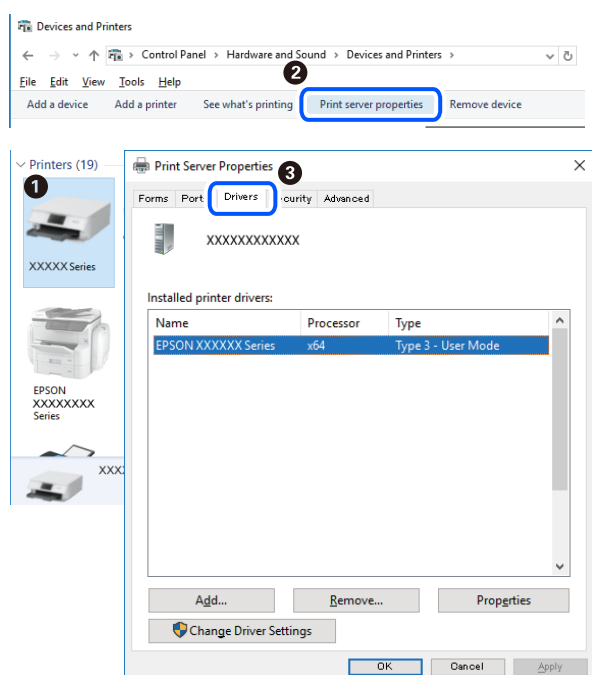 Devices and Printers
Control Panel > Hardware and Sound > Devices and Printers >
2
File Edit View Tools Help
Add a device Add a printer See what's printing Print server properties Remove device
Printers (19)
1
XXXXX Series
EPSON
XXXXXXXX
Series
XXX
Print Server Properties
3
Forms Port Drivers curity Advanced
XXXXXXXXXXXX
Installed printer drivers:
Name Processor Type
EPSON XXXXXX Series x64 Type 3 - User Mode
Add... Remove... Properties
Change Driver Settings
OK Cancel Apply